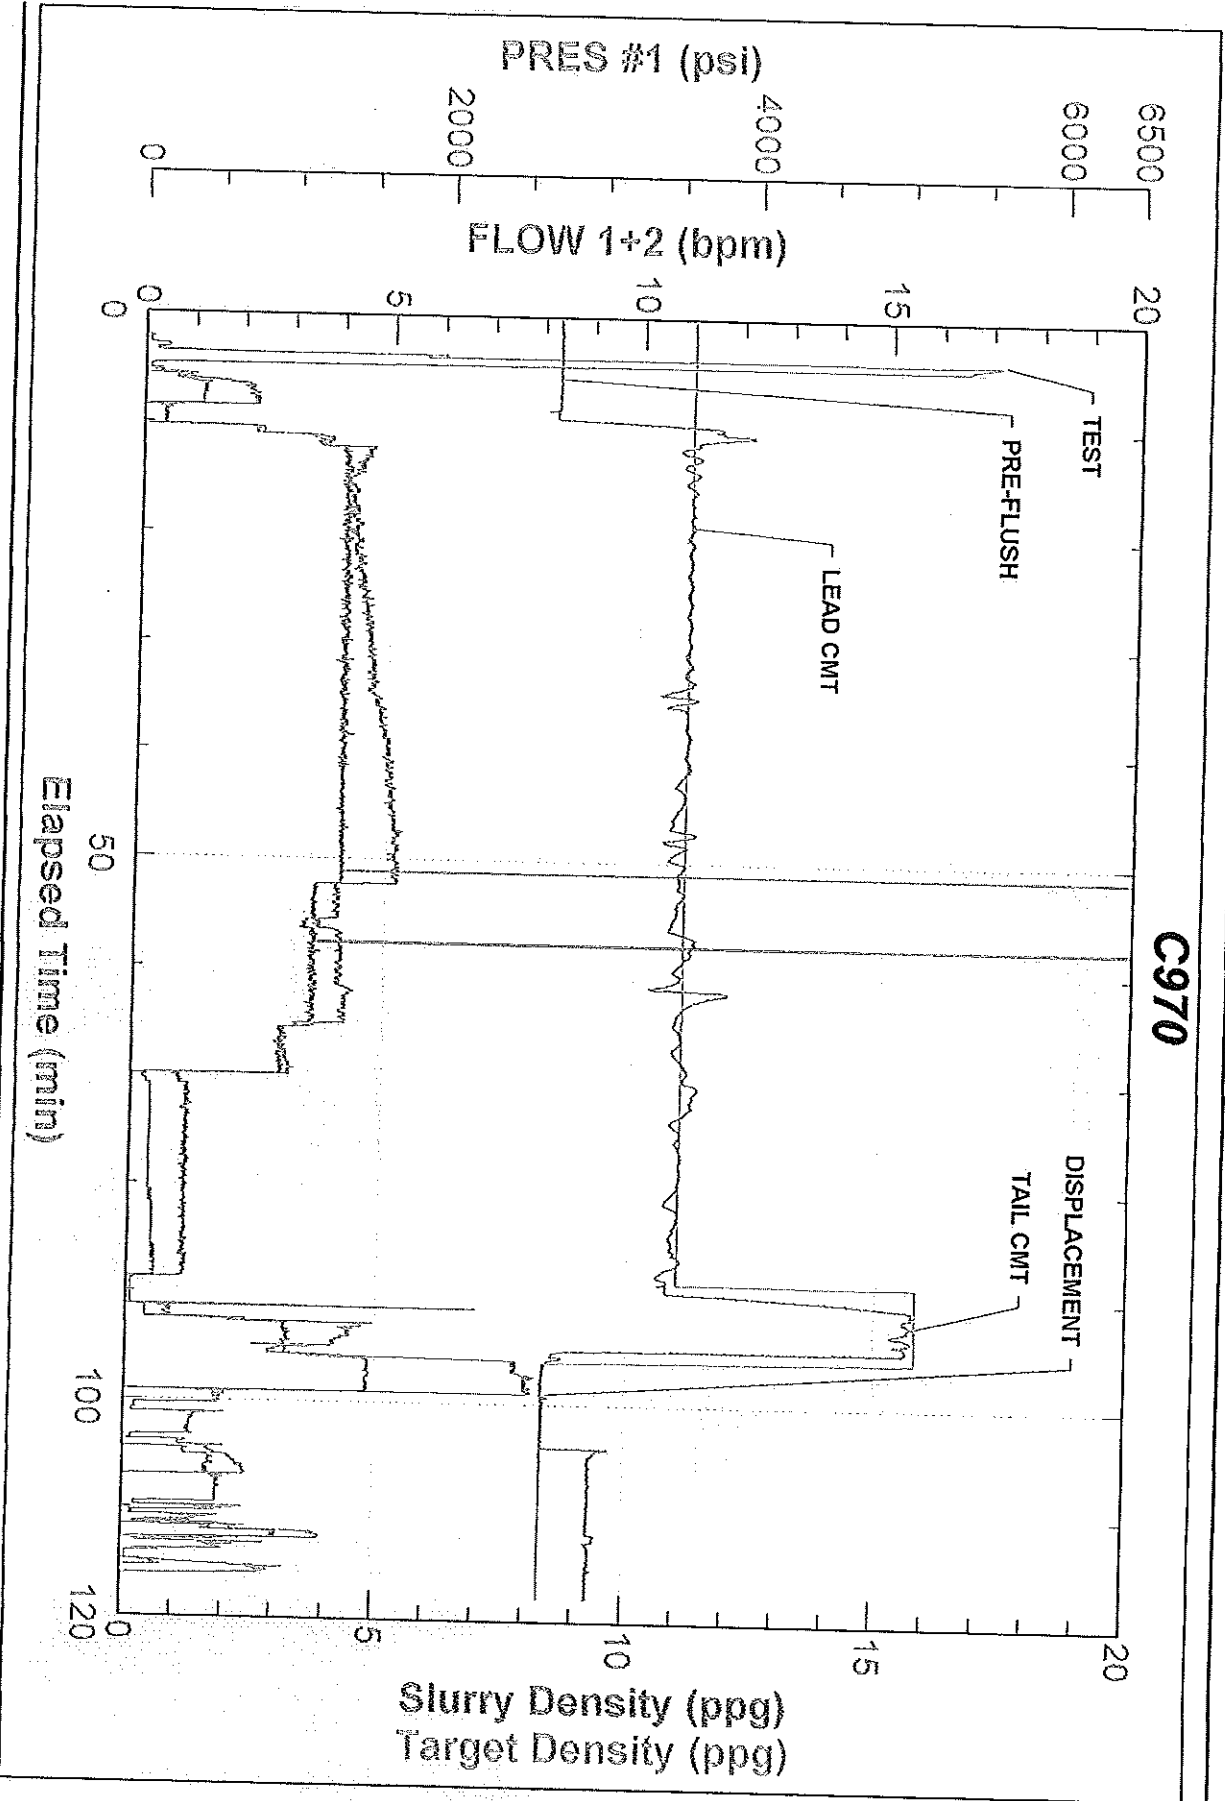 C970
PRES #1 (psi)
6500
6000
4000
2000
0
FLOW 1+2 (bpm)
20
15
10
5
0
TEST
PRE-FLUSH
LEAD CMT
DISPLACEMENT
TAIL CMT
20
15
10
5
0
Slurry Density (ppg)
Target Density (ppg)
0
50
100
120
Elapsed Time (min)